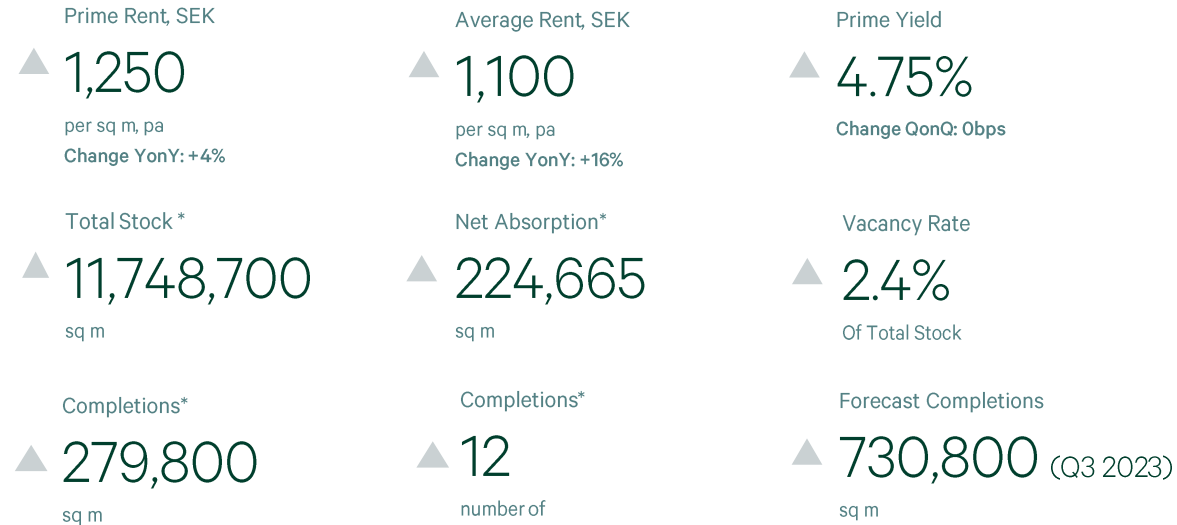 Prime Rent, SEK
1,250
per sq m, pa
Change YonY: +4%
Average Rent, SEK
1,100
per sq m, pa
Change YonY: +16%
Prime Yield
4.75%
Change QonQ: 0bps
Total Stock *
11,748,700
sq m
Net Absorption*
224,665
sq m
Vacancy Rate
2.4%
Of Total Stock
Completions*
279,800
sq m
Completions*
12
number of
Forecast Completions
730,800 (Q3 2023)
sq m